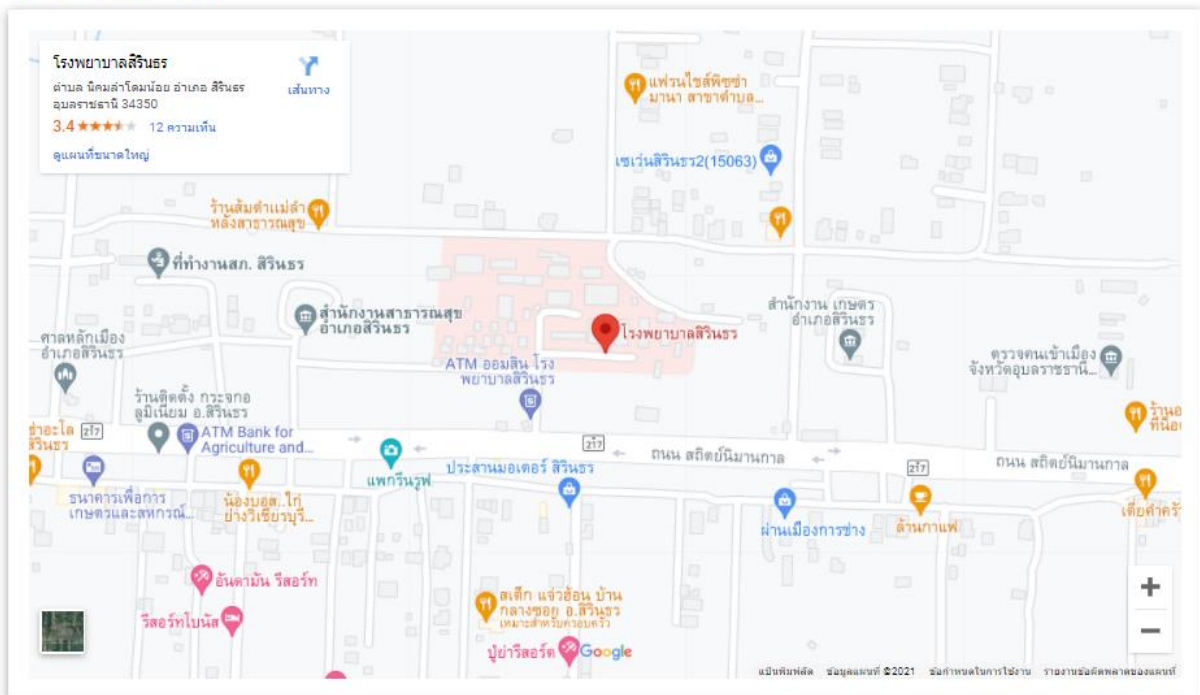 โรงพยาบาลสิรินธร
ตำบล นิคมลำโดมน้อย อำเภอ สิรินธร
อุบลราชธานี 34350
3.4
12 ความเห็น
เส้นทาง
ดูแผนที่ขนาดใหญ่
แฟรนไชส์พิซซ่า
มานา สาขาตำบล...
เซเว่นสิรินธร2(15063)
ร้านส้มตำแม่ลำ
หลังสาธารณสุข
ที่ทำงานสภ. สิรินธร
สำนักงานสาธารณสุข
อำเภอสิรินธร
โรงพยาบาลสิรินธร
สำนักงาน เกษตร
อำเภอสิรินธร
ศาลหลักเมือง
อำเภอสิรินธร
ตรวจคนเข้าเมือง
จังหวัดอุบลราชธานี...
ATM ออมสิน โรง
พยาบาลสิรินธร
ร้านติดตั้ง กระจกอ
ลูมิเนียม อ.สิรินธร
217
ATM Bank for
Agriculture and...
217
ถนน สถิตย์นิมานกาล
217
ถนน สถิตย์นิมานกาล
แพกรีนรูฟ
ประสานมอเตอร์ สิรินธร
ธนาคารเพื่อการ
เกษตรและสหกรณ์...
น้องบอส..ไก่
ย่างวิเชียรบุรี...
ผ่านเมืองการช่าง
ล้านกาแฟ
อันดามัน รีสอร์ท
รีสอร์ทโบนัส
สเต็ก แจ่วฮ้อน บ้าน
กลางซอย อ.สิรินธร
เหมาะสำหรับครอบครัว
ปู่ย่ารีสอร์ต
Google
+
−
แป้นพิมพ์ลัด ข้อมูลแผนที่ ©2021 ข้อกำหนดในการใช้งาน รายงานข้อผิดพลาดของแผนที่